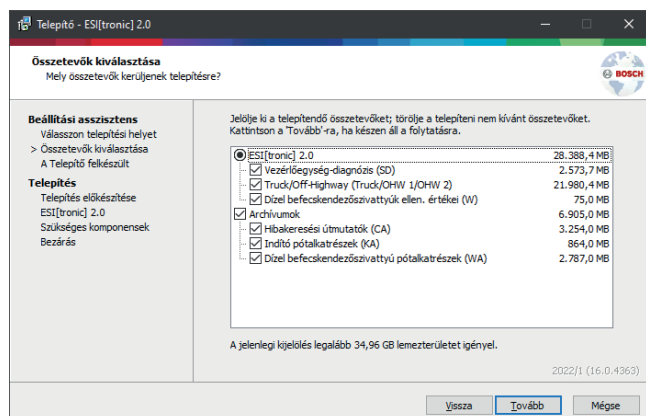 Telepítő - ESI[tronic] 2.0
Összetevők kiválasztása
Mely összetevők kerüljenek telepítésre?
BOSCH
Beállítási asszisztens
Válasszon telepítési helyet
> Összetevők kiválasztása
A Telepítő felkészült
Telepítés
Telepítés előkészítése
ESI[tronic] 2.0
Szükséges komponensek
Bezárás
Jelölje ki a telepítendő összetevőket; törölje a telepíteni nem kívánt összetevőket.
Kattintson a 'Tovább'-ra, ha készen áll a folytatásra.
ESI[tronic] 2.0 28.388,4 MB
Vezérlőegység-diagnózis (SD) 2.573,7 MB
Truck/Off-Highway (Truck/OHW 1/OHW 2) 21.980,4 MB
Dízel befecskendezőszivattyúk ellen. értékei (W) 75,0 MB
Archívumok 6.905,0 MB
Hibakeresési útmutatók (CA) 3.254,0 MB
Indító pótalkatrészek (KA) 864,0 MB
Dízel befecskendezőszivattyú pótalkatrészek (WA) 2.787,0 MB
A jelenlegi kijelölés legalább 34,96 GB lemezterületet igényel.
2022/1 (16.0.4363)
Vissza Tovább Mégse